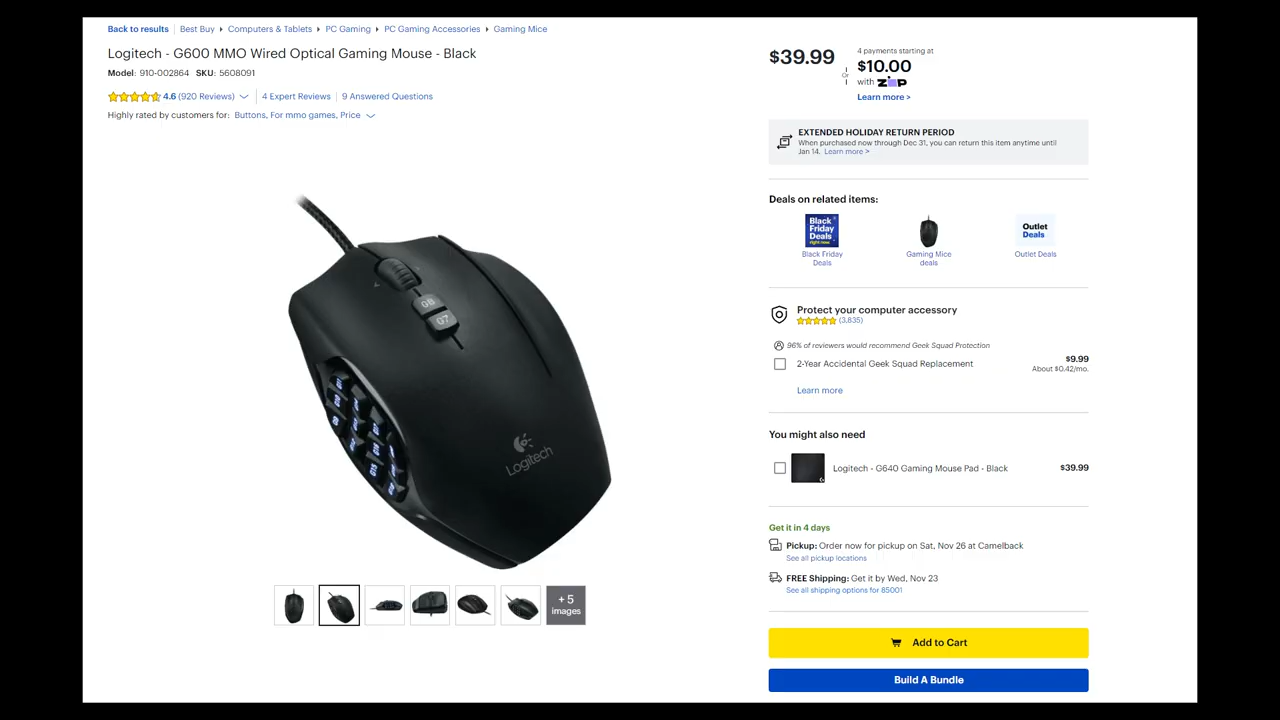 Back to results Best Buy Computers & Tablets PC Gaming PC Gaming Accessories Gaming Mice
Logitech - G600 MMO Wired Optical Gaming Mouse - Black
Model: 910-002864 SKU: 5608091
4.6 (920 Reviews) 4 Expert Reviews 9 Answered Questions
Highly rated by customers for: Buttons, For mmo games, Price
G8
G7
Logitech
+ 5
images
$39.99
Or
4 payments starting at
$10.00
with ZIP
Learn more >
EXTENDED HOLIDAY RETURN PERIOD
When purchased now through Dec 31, you can return this item anytime until
Jan 14. Learn more >
Deals on related items:
Black
Friday
Deals
right now
Black Friday
Deals
Gaming Mice
deals
Outlet
Deals
Outlet Deals
Protect your computer accessory
(3,835)
96% of reviewers would recommend Geek Squad Protection
2-Year Accidental Geek Squad Replacement $9.99
About $0.42/mo.
Learn more
You might also need
Logitech - G640 Gaming Mouse Pad - Black $39.99
Get it in 4 days
Pickup: Order now for pickup on Sat, Nov 26 at Camelback
See all pickup locations
FREE Shipping: Get it by Wed, Nov 23
See all shipping options for 85001
Add to Cart
Build A Bundle